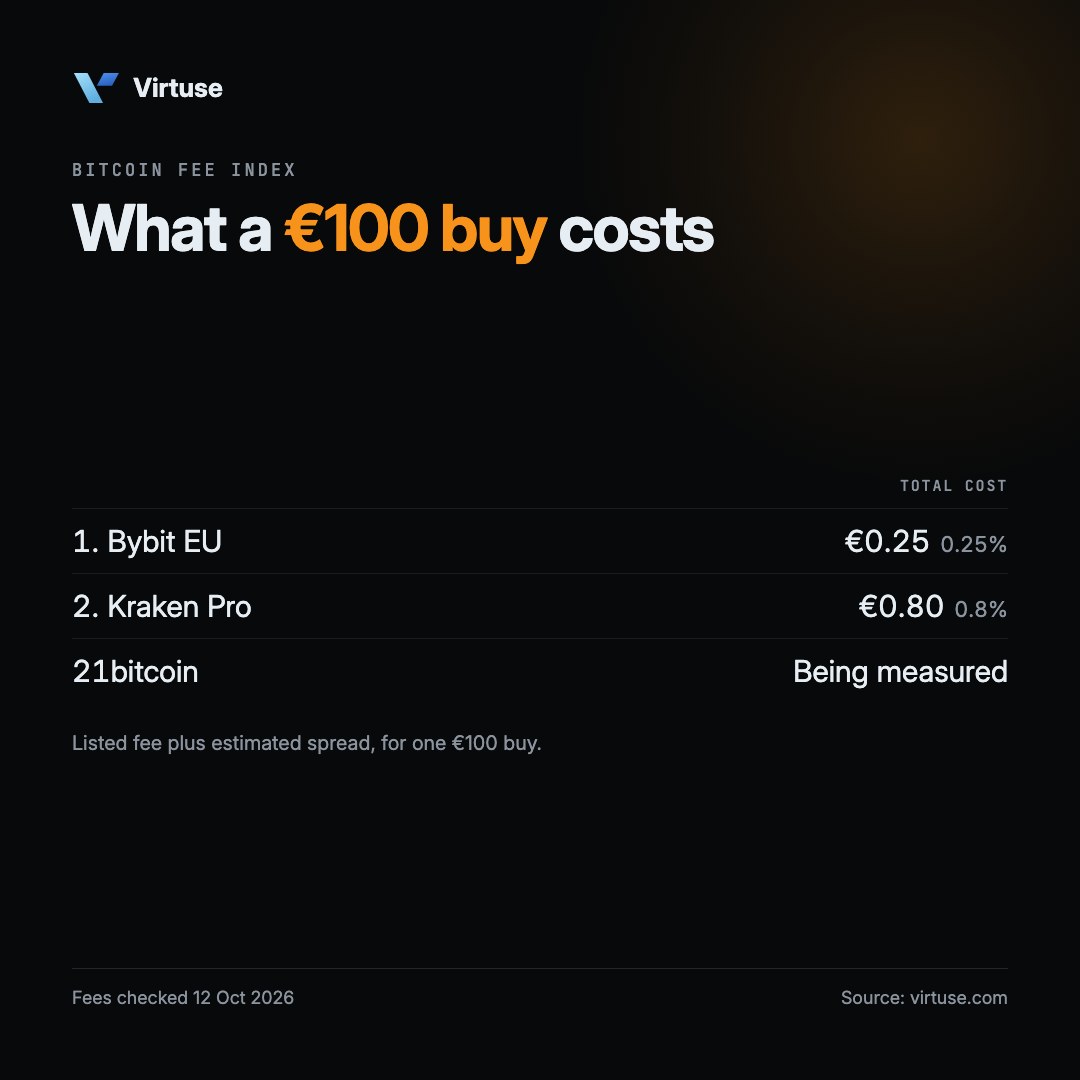 Virtuse
BITCOIN FEE INDEX
What a €100 buy costs
TOTAL COST
1. Bybit EU €0.25 0.25%
2. Kraken Pro €0.80 0.8%
21bitcoin Being measured
Listed fee plus estimated spread, for one €100 buy.
Fees checked 12 Oct 2026 Source: virtuse.com